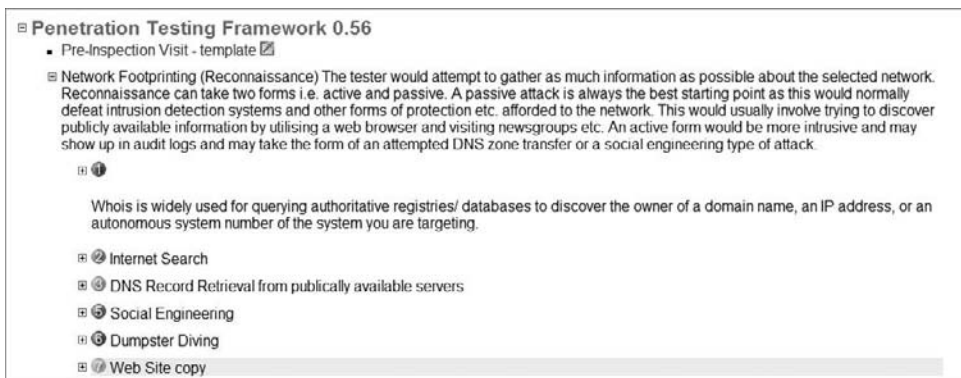 Penetration Testing Framework 0.56
Pre-Inspection Visit - template
Network Footprinting (Reconnaissance) The tester would attempt to gather as much information as possible about the selected network.
Reconnaissance can take two forms i.e. active and passive. A passive attack is always the best starting point as this would normally
defeat intrusion detection systems and other forms of protection etc. afforded to the network. This would usually involve trying to discover
publicly available information by utilising a web browser and visiting newsgroups etc. An active form would be more intrusive and may
show up in audit logs and may take the form of an attempted DNS zone transfer or a social engineering type of attack.
1
Whois is widely used for querying authoritative registries/ databases to discover the owner of a domain name, an IP address, or an
autonomous system number of the system you are targeting.
2 Internet Search
4 DNS Record Retrieval from publically available servers
5 Social Engineering
6 Dumpster Diving
7 Web Site copy